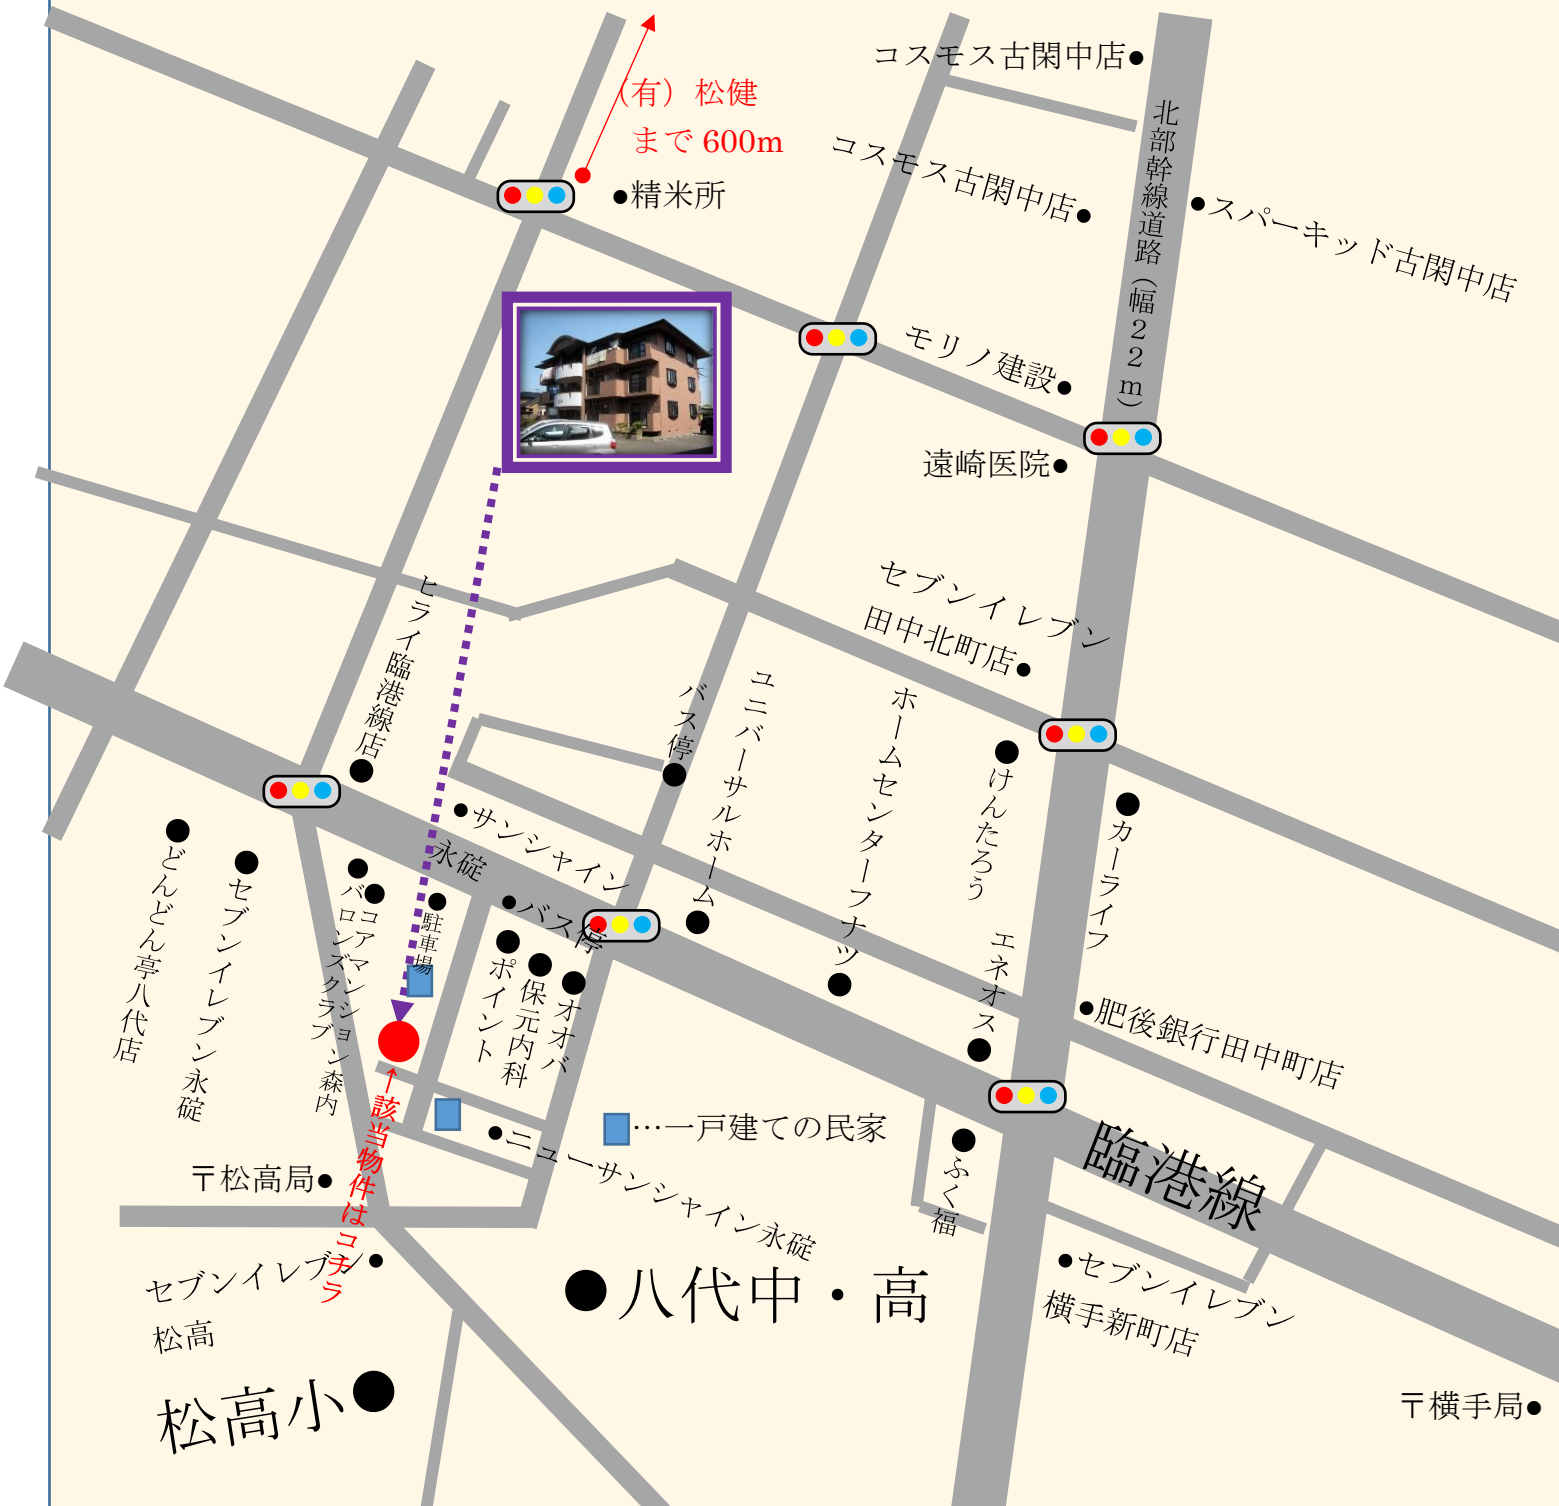 コスモス古閑中店●
（有）松健
まで 600m
●精米所
北部幹線道路（幅２２ｍ）
コスモス古閑中店●
●スパーキッド古閑中店
モリノ建設●
遠崎医院●
セブンイレブン
田中北町店●
ヒライ臨港線店
バス停
ユニバーサルホーム
ホームセンターフナツ
けんたろう
カーライフ
●サンシャイン
永碇
●バス停
どんどん亭八代店
セブンイレブン永碇
バロンズクラブ
コアマンション森内
駐車場
ポイント
保元内科
オオバ
エネオス
●肥後銀行田中町店
↑該当物件はコチラ
…一戸建ての民家
●ニューサンシャイン永碇
ふく福
臨港線
〒松高局●
セブンイレブン●
松高
●八代中・高
●セブンイレブン
横手新町店
松高小●
〒横手局●